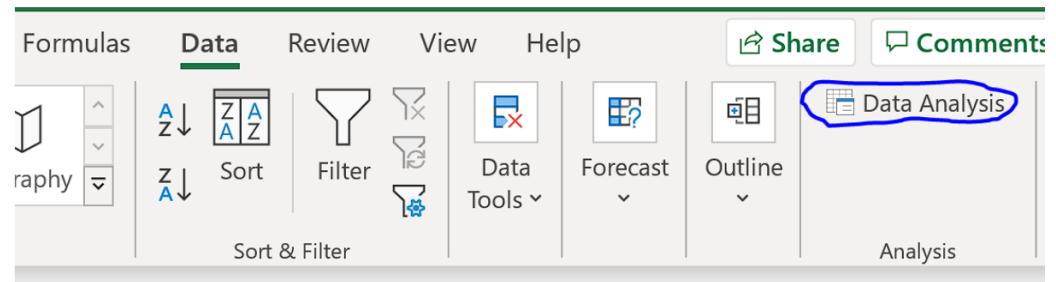 Formulas Data Review View Help Share Comments
raphy
Sort
Filter
Data
Tools
Forecast
Outline
Data Analysis
Sort & Filter
Analysis